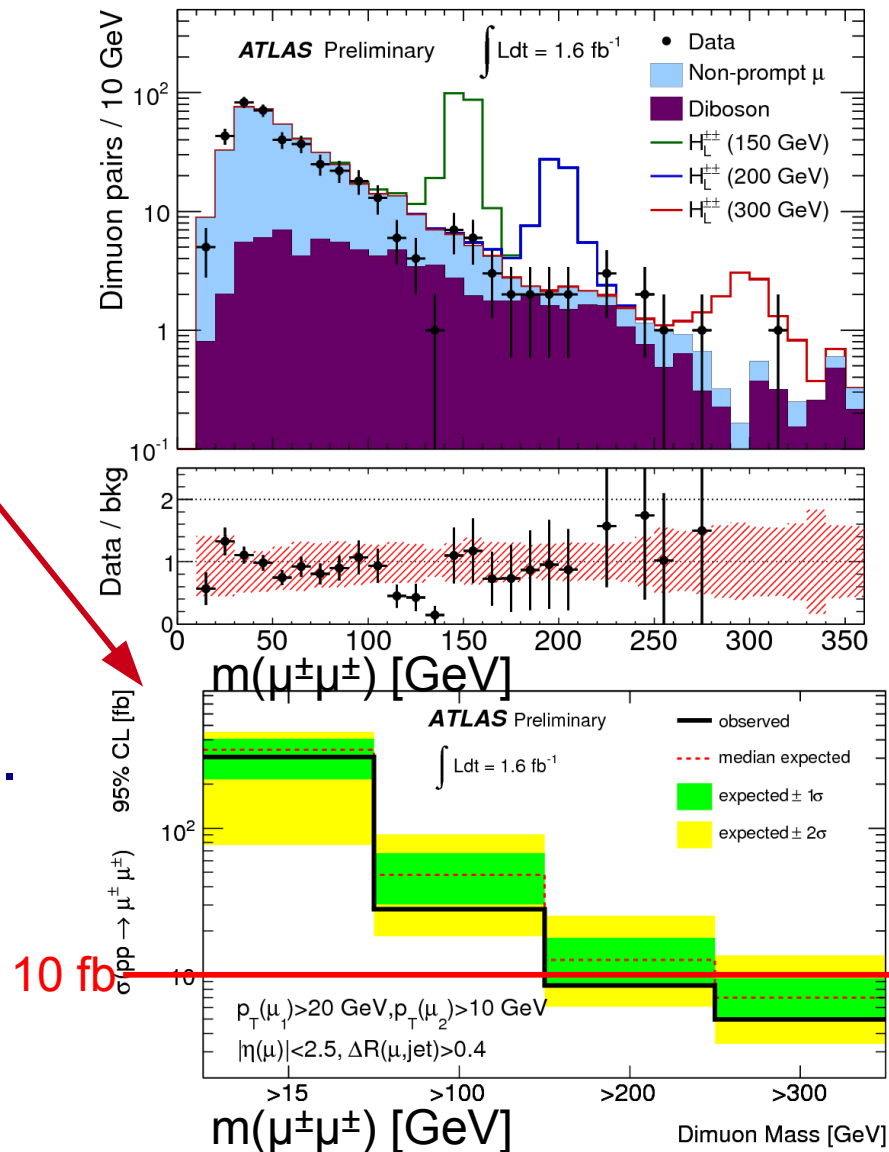 ATLAS Preliminary ∫ Ldt = 1.6 fb⁻¹
Data
Non-prompt μ
Diboson
H_L^±± (150 GeV)
H_L^±± (200 GeV)
H_L^±± (300 GeV)
Dimuon pairs / 10 GeV
10²
10
1
10⁻¹
Data / bkg
2
1
0
0 50 100 150 200 250 300 350
m(μ±μ±) [GeV]
ATLAS Preliminary
∫ Ldt = 1.6 fb⁻¹
observed
median expected
expected ± 1σ
expected ± 2σ
σ(pp → μ± μ±) 95% CL [fb]
10²
10
10 fb
p_T(μ₁)>20 GeV,p_T(μ₂)>10 GeV
|η(μ)|<2.5, ΔR(μ,jet)>0.4
>15 >100 >200 >300
m(μ±μ±) [GeV]
Dimuon Mass [GeV]